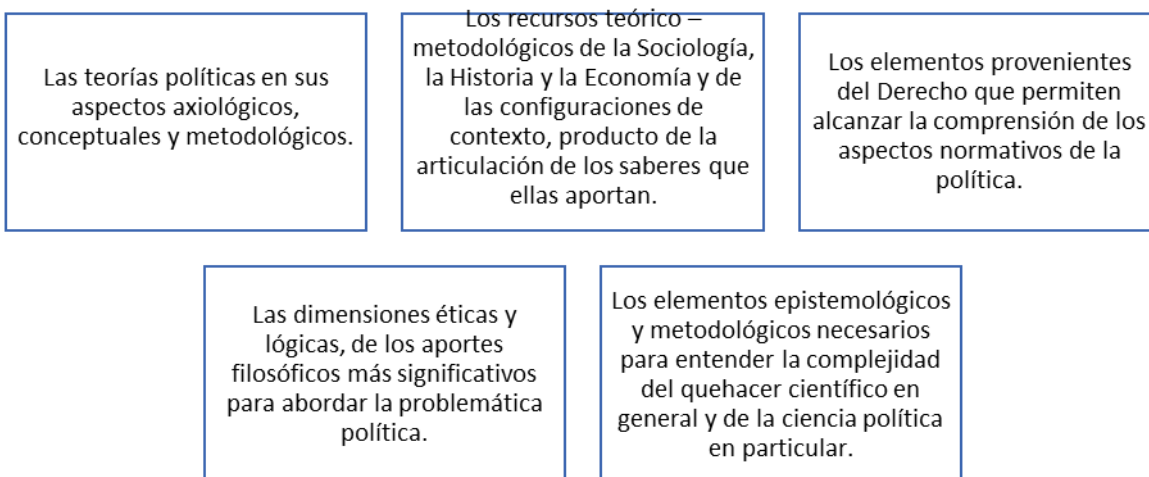 Las teorías políticas en sus
aspectos axiológicos,
conceptuales y metodológicos.
Los recursos teórico –
metodológicos de la Sociología,
la Historia y la Economía y de
las configuraciones de
contexto, producto de la
articulación de los saberes que
ellas aportan.
Los elementos provenientes
del Derecho que permiten
alcanzar la comprensión de los
aspectos normativos de la
política.
Las dimensiones éticas y
lógicas, de los aportes
filosóficos más significativos
para abordar la problemática
política.
Los elementos epistemológicos
y metodológicos necesarios
para entender la complejidad
del quehacer científico en
general y de la ciencia política
en particular.